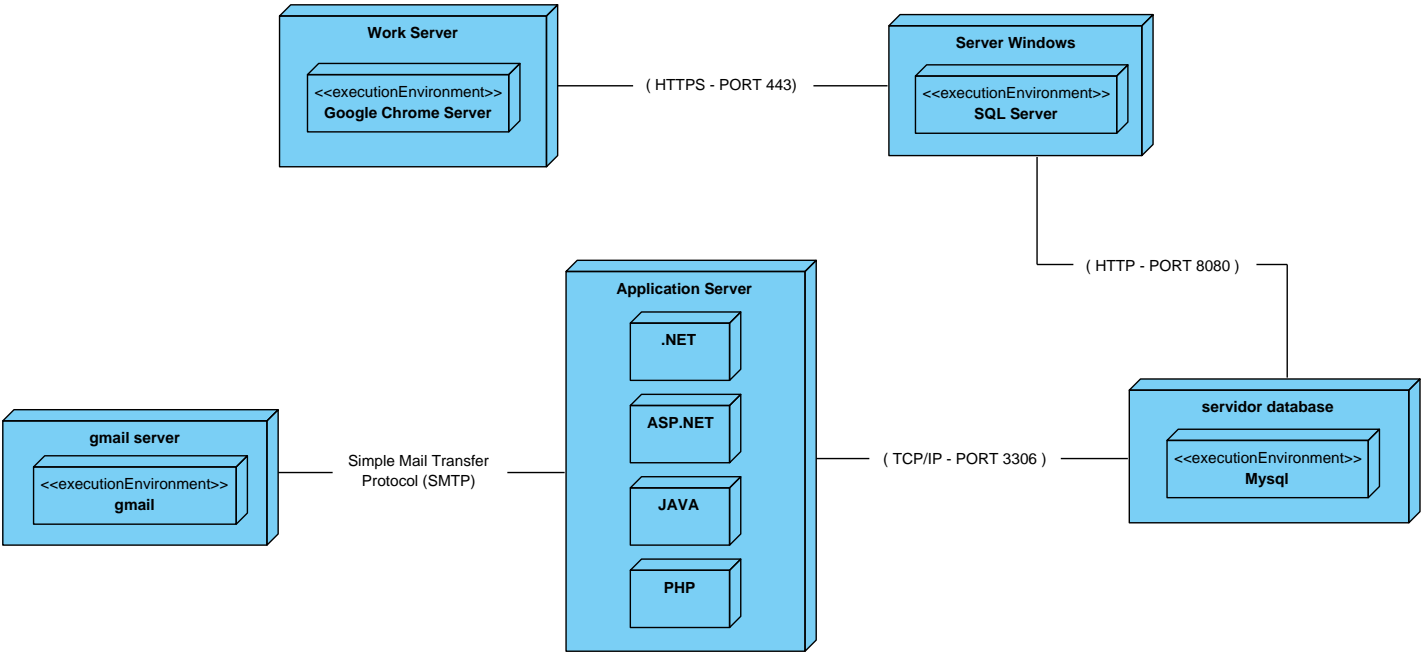 Work Server
<<executionEnvironment>>
Google Chrome Server
( HTTPS - PORT 443)
Server Windows
<<executionEnvironment>>
SQL Server
( HTTP - PORT 8080 )
Application Server
.NET
ASP.NET
JAVA
PHP
gmail server
<<executionEnvironment>>
gmail
Simple Mail Transfer
Protocol (SMTP)
( TCP/IP - PORT 3306 )
servidor database
<<executionEnvironment>>
Mysql